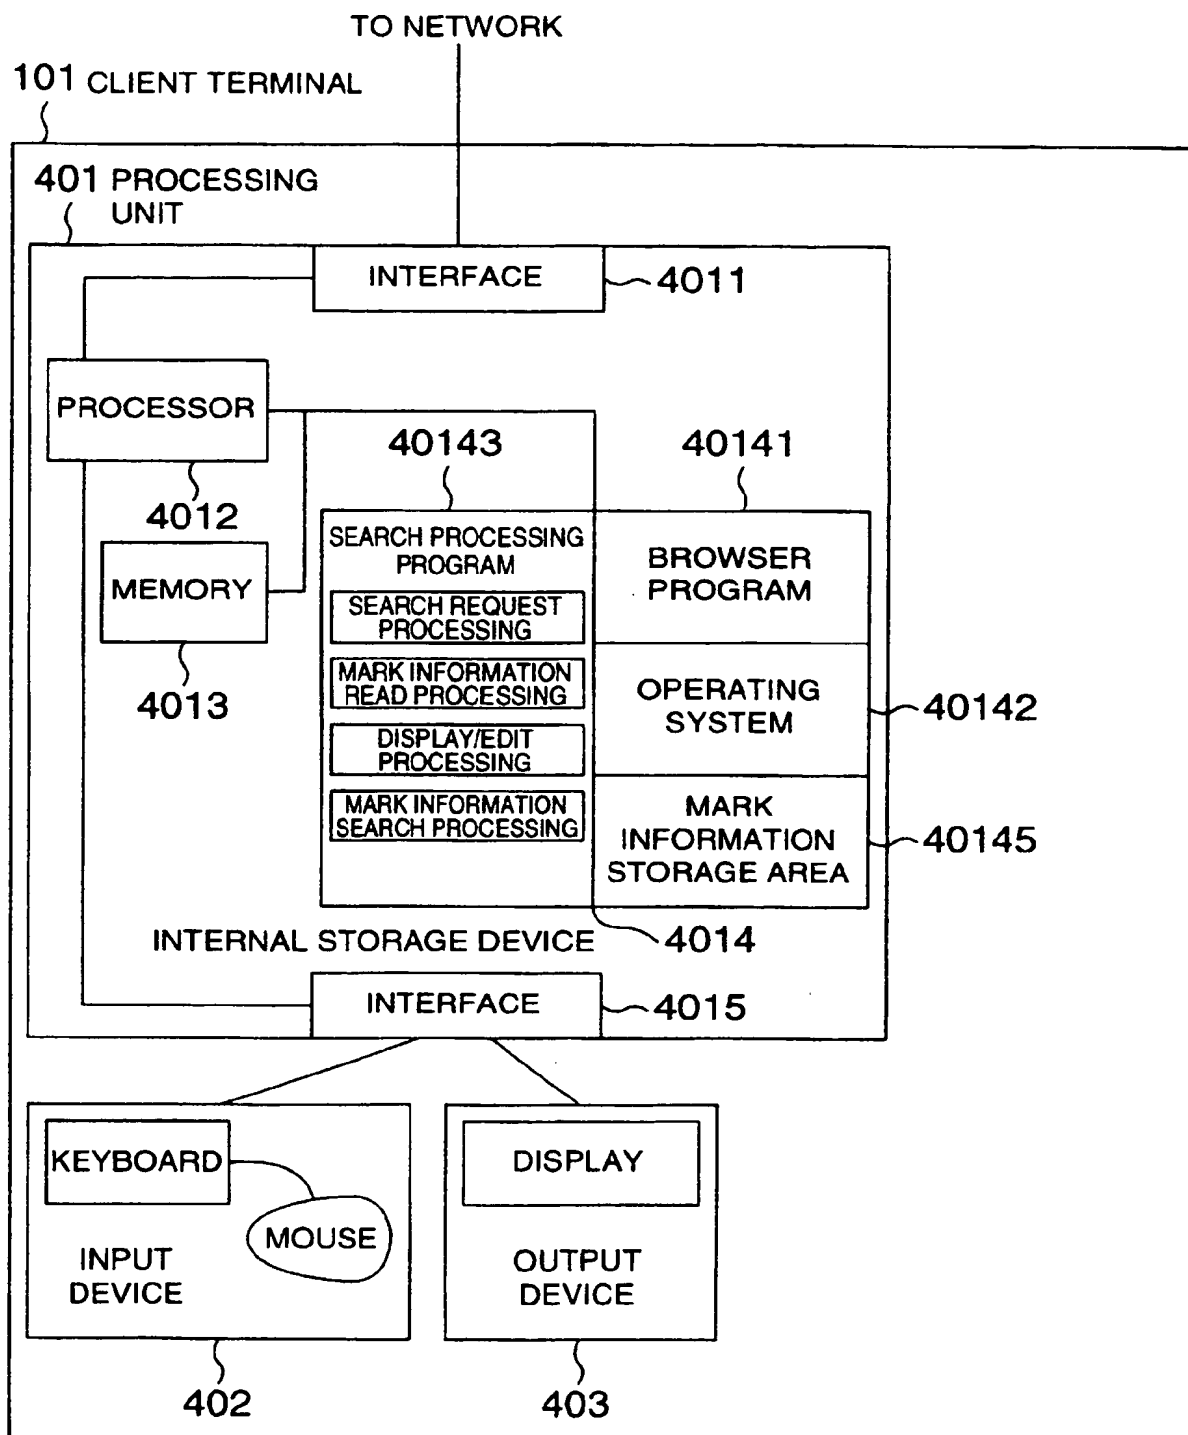 TO NETWORK
101 CLIENT TERMINAL
401 PROCESSING
UNIT
INTERFACE
4011
PROCESSOR
4012
40143
40141
MEMORY
4013
SEARCH PROCESSING
PROGRAM
SEARCH REQUEST
PROCESSING
MARK INFORMATION
READ PROCESSING
DISPLAY/EDIT
PROCESSING
MARK INFORMATION
SEARCH PROCESSING
BROWSER
PROGRAM
OPERATING
SYSTEM
40142
MARK
INFORMATION
STORAGE AREA
40145
INTERNAL STORAGE DEVICE
4014
INTERFACE
4015
KEYBOARD
MOUSE
INPUT
DEVICE
402
DISPLAY
OUTPUT
DEVICE
403